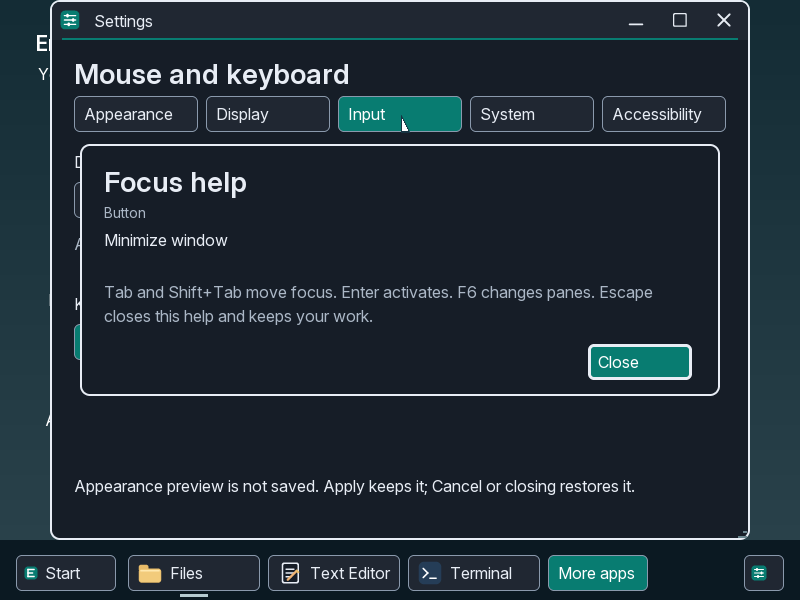 Settings
Mouse and keyboard
Appearance
Display
Input
System
Accessibility
Focus help
Button
Minimize window
Tab and Shift+Tab move focus. Enter activates. F6 changes panes. Escape
closes this help and keeps your work.
Close
Appearance preview is not saved. Apply keeps it; Cancel or closing restores it.
Start
Files
Text Editor
Terminal
More apps